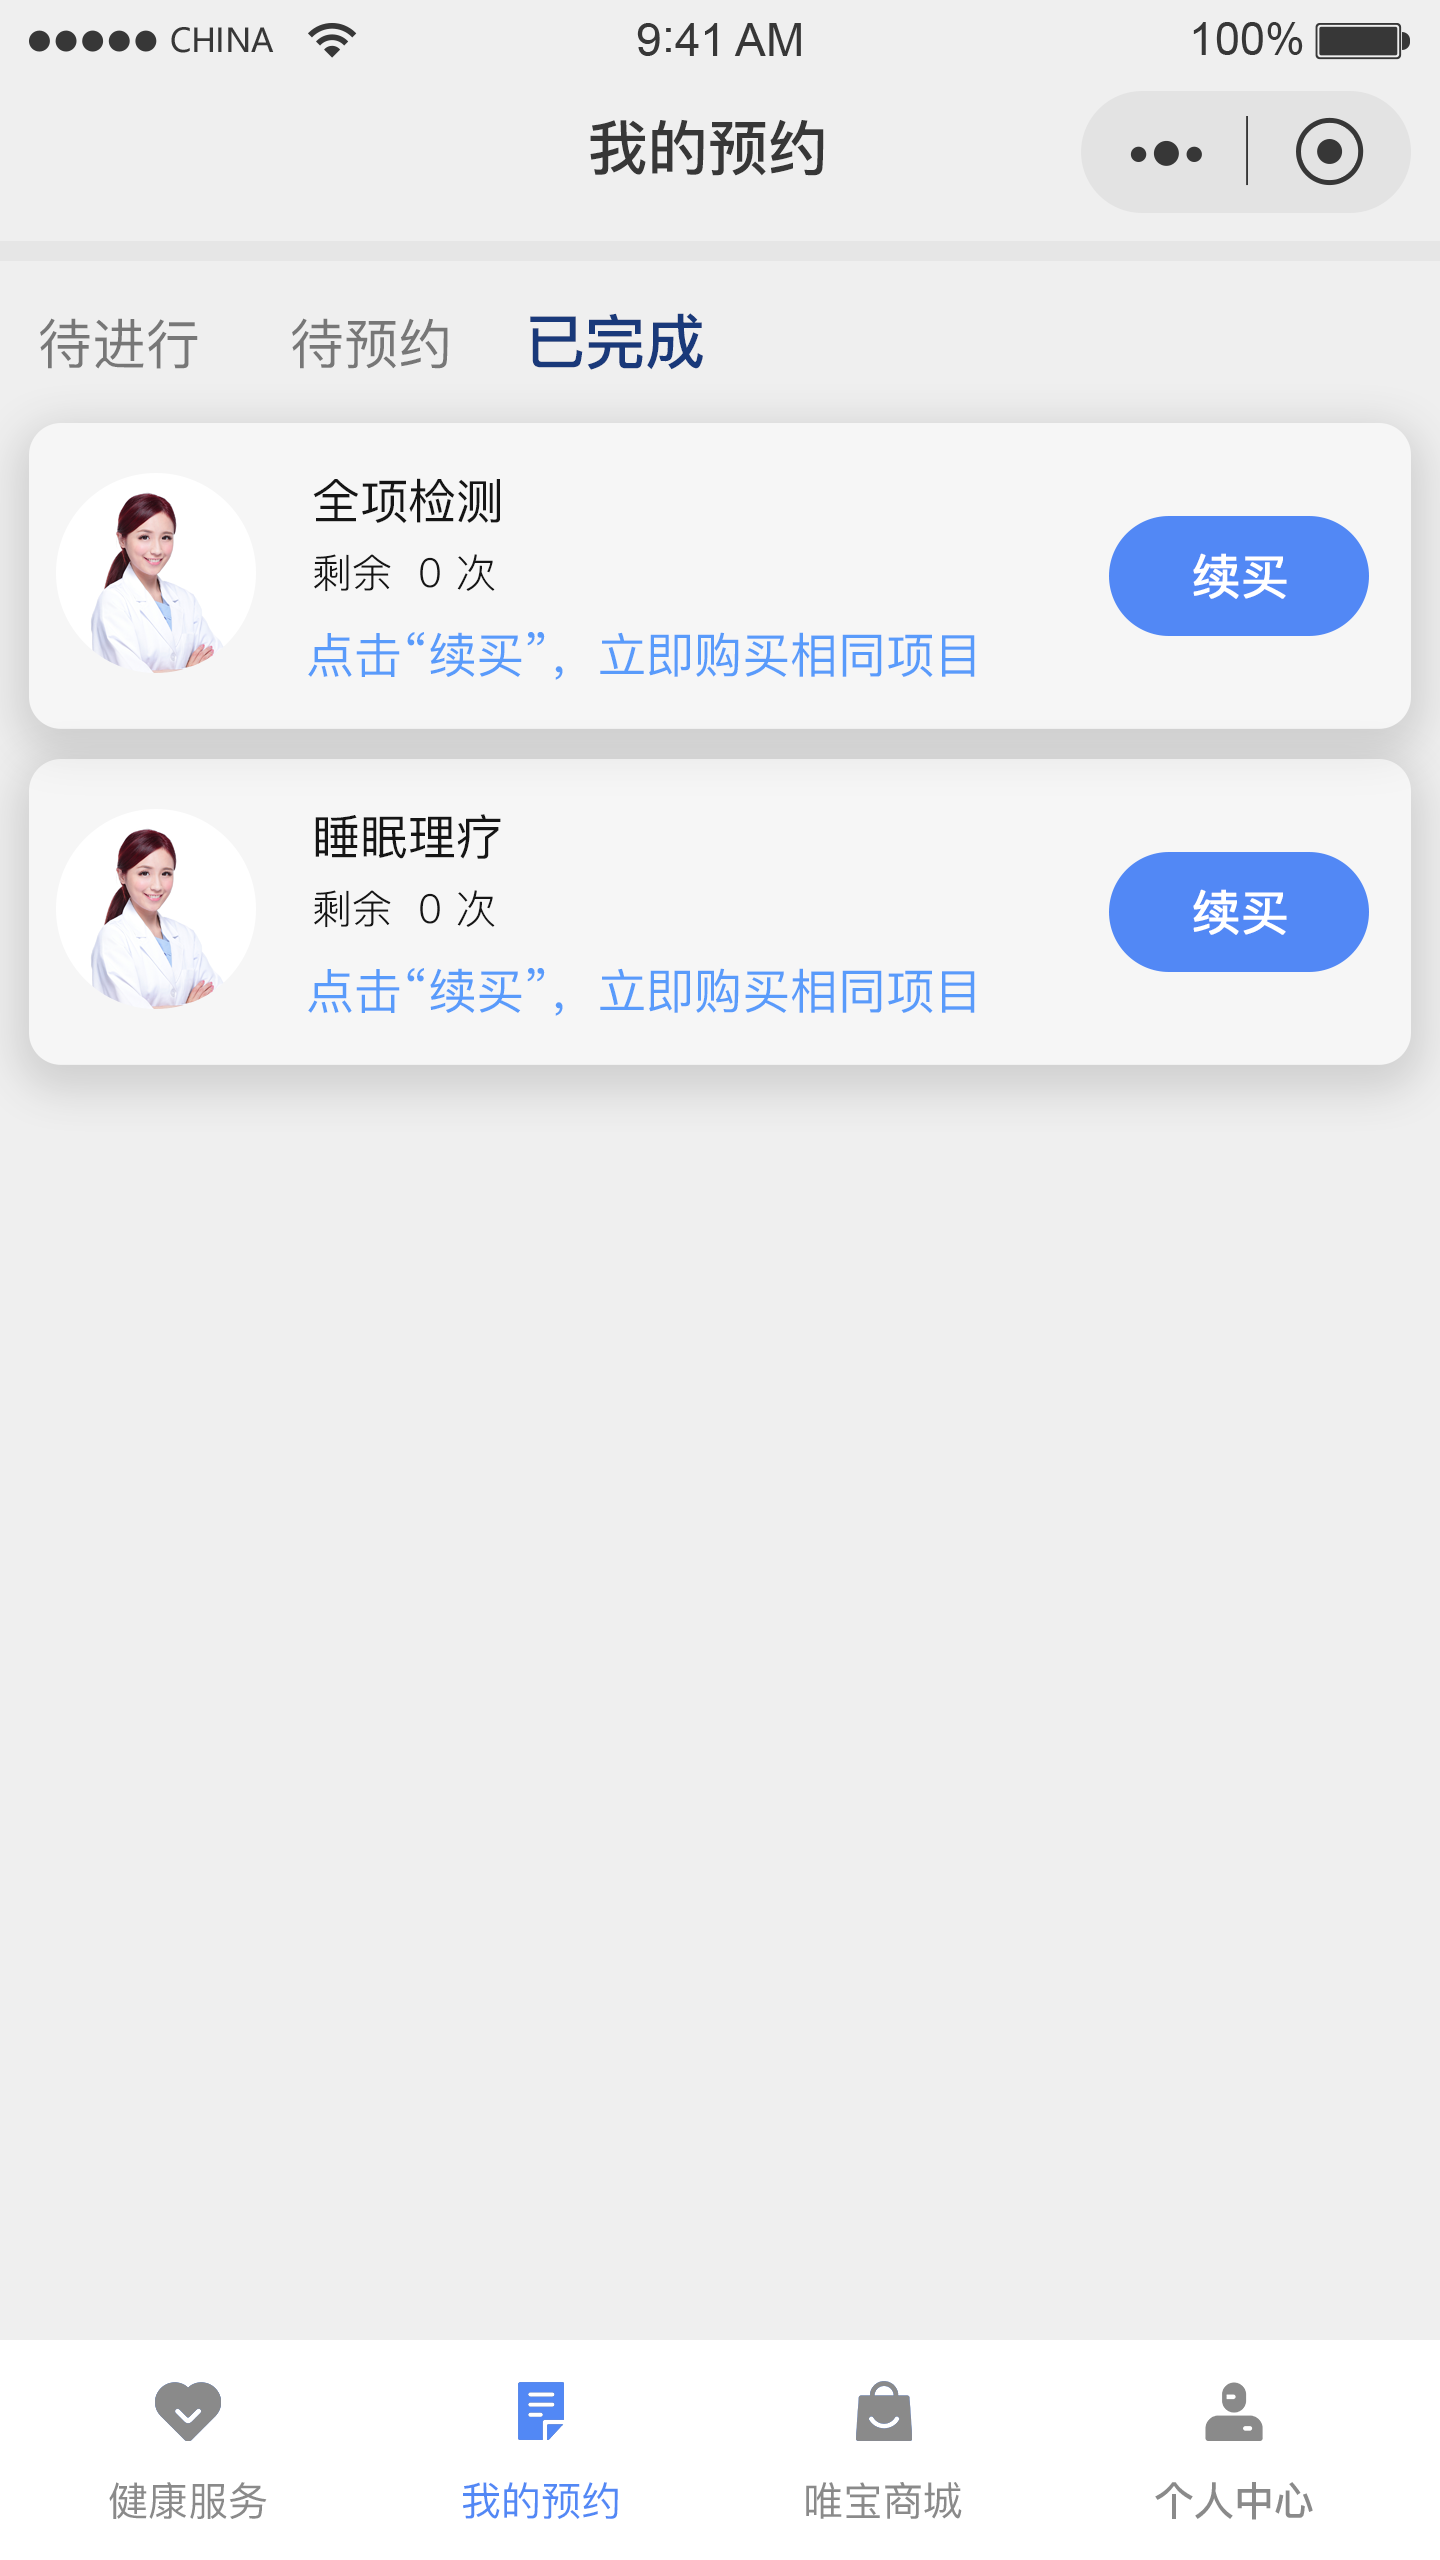 CHINA 9:41 AM 100%
我的预约
待进行 待预约 已完成
全项检测
剩余 0 次
续买
点击“续买”，立即购买相同项目
睡眠理疗
剩余 0 次
续买
点击“续买”，立即购买相同项目
健康服务 我的预约 唯宝商城 个人中心